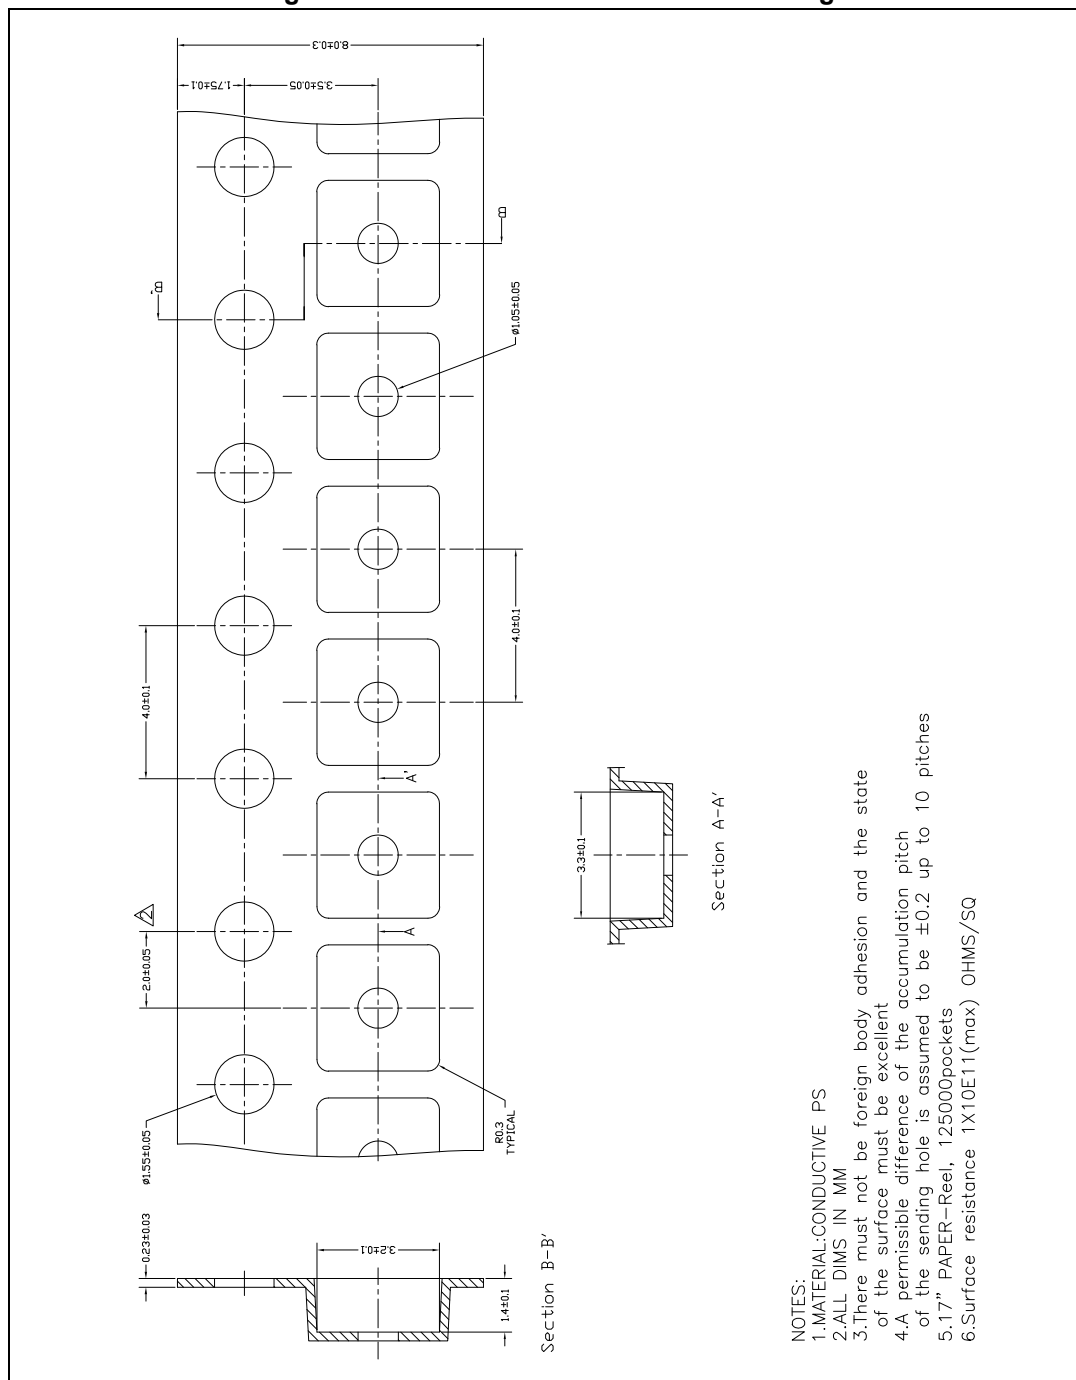 8.0±0.3
1.75±0.1
3.5±0.05
B
B'
ø1.05±0.05
4.0±0.1
4.0±0.1
A'
A
2.0±0.05
2
ø1.55±0.05
R0.3
TYPICAL
3.3±0.1
Section A-A'
0.23±0.03
3.2±0.1
1.4±0.1
Section B-B'
NOTES:
1.MATERIAL:CONDUCTIVE PS
2.ALL DIMS IN MM
3.There must not be foreign body adhesion and the state
of the surface must be excellent
4.A permissible difference of the accumulation pitch
of the sending hole is assumed to be ±0.2 up to 10 pitches
5.17" PAPER-Reel, 125000pockets
6.Surface resistance 1X10E11(max) OHMS/SQ